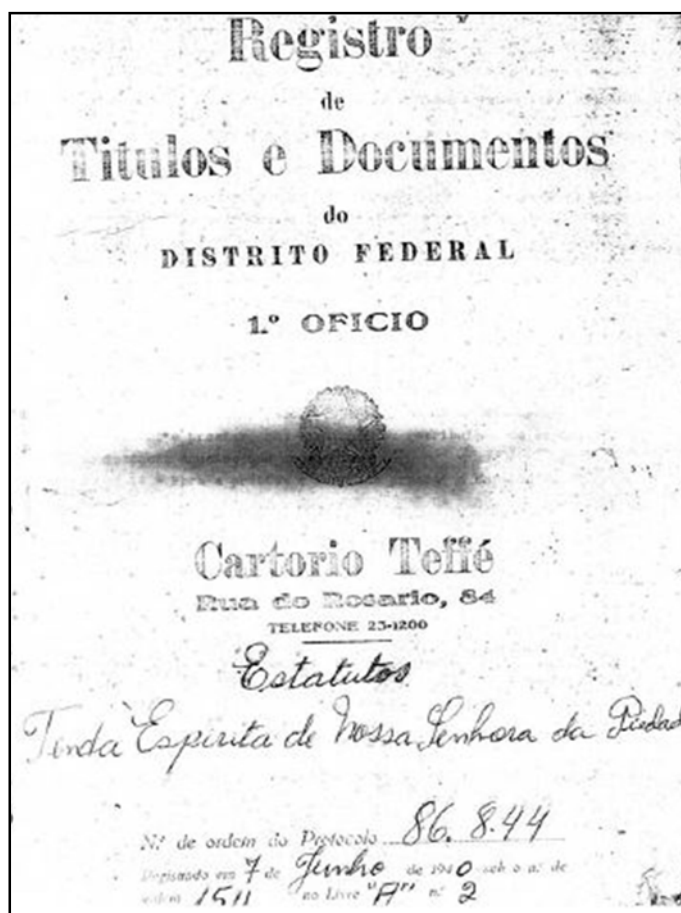 Registro
de
Titulos e Documentos
do
DISTRITO FEDERAL
1.º OFICIO
Cartorio Teffé
Rua do Rosario, 84
TELEFONE 23-1200
Estatutos
Tenda Espirita de Nossa Senhora da Piedad
N.º de ordem do Protocolo 86.844
Registrado em 7 de Junho de 1940 sob o n.º de
ordem 1511 no Livro "A" n.º 2